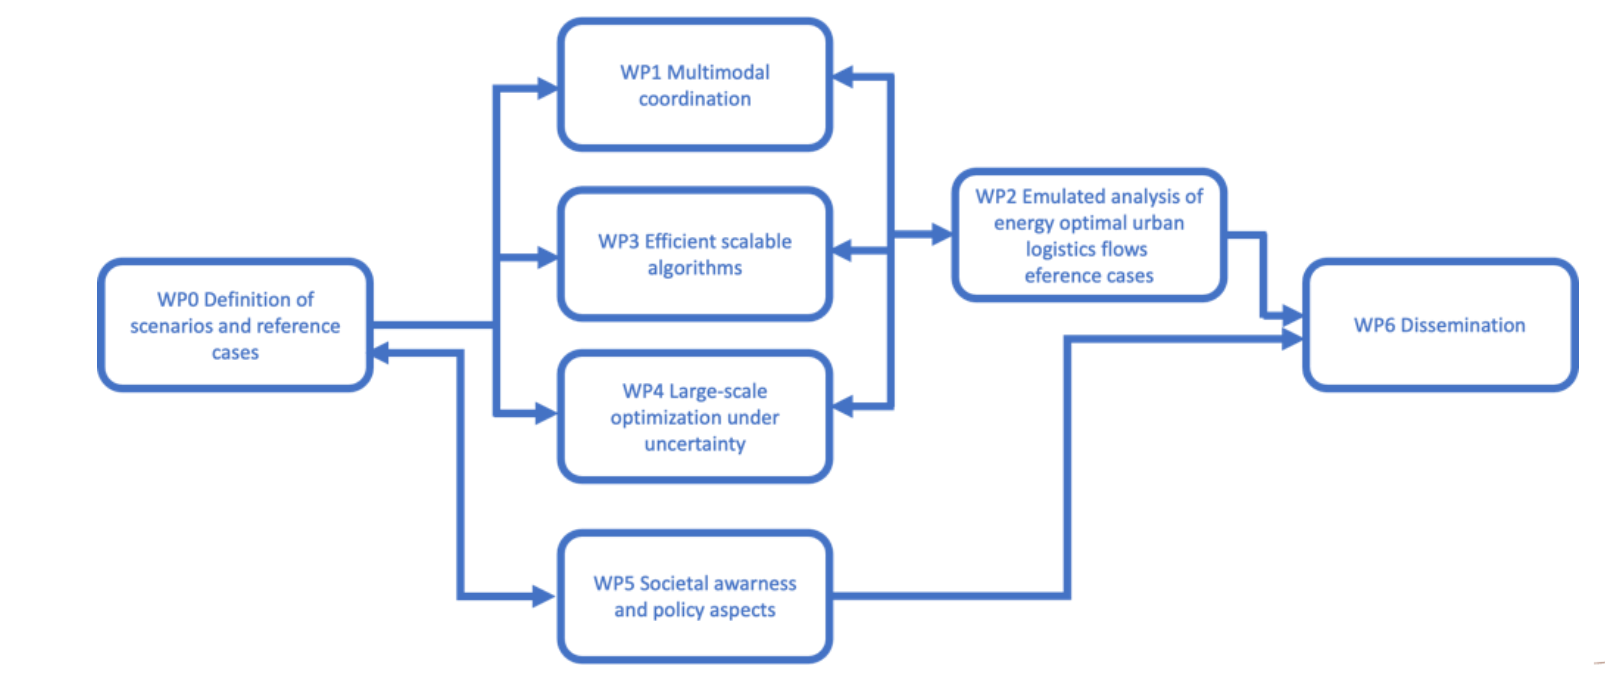 WP1 Multimodal
coordination
WP3 Efficient scalable
algorithms
WP0 Definition of
scenarios and reference
cases
WP4 Large-scale
optimization under
uncertainty
WP5 Societal awarness
and policy aspects
WP2 Emulated analysis of
energy optimal urban
logistics flows
eference cases
WP6 Dissemination